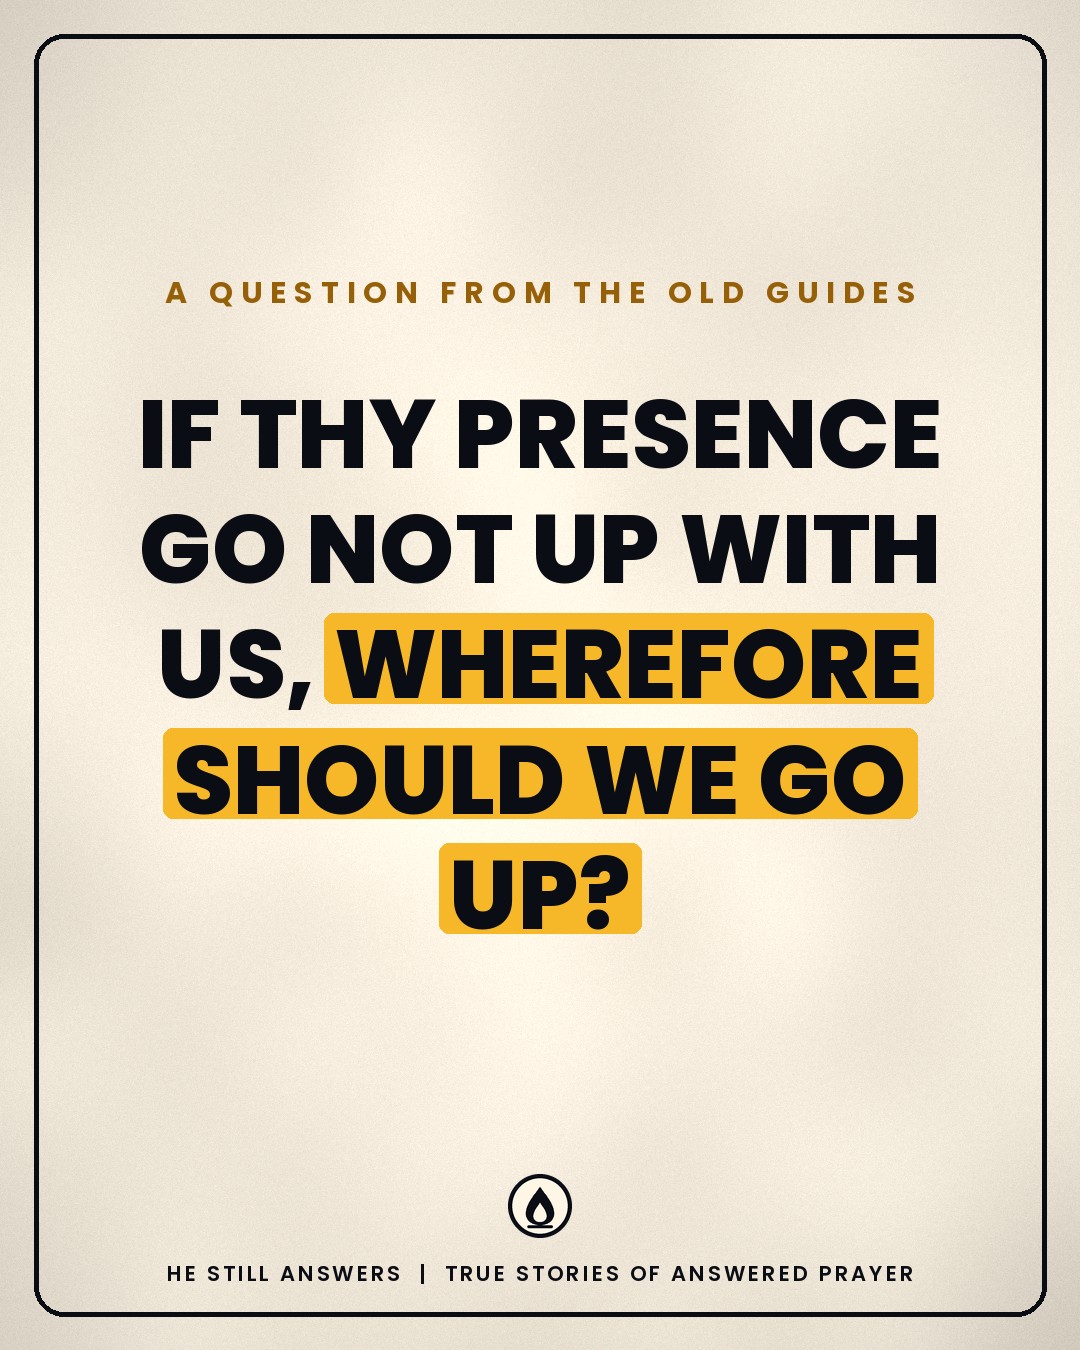 A QUESTION FROM THE OLD GUIDES
IF THY PRESENCE
GO NOT UP WITH
US, WHEREFORE
SHOULD WE GO
UP?
HE STILL ANSWERS | TRUE STORIES OF ANSWERED PRAYER